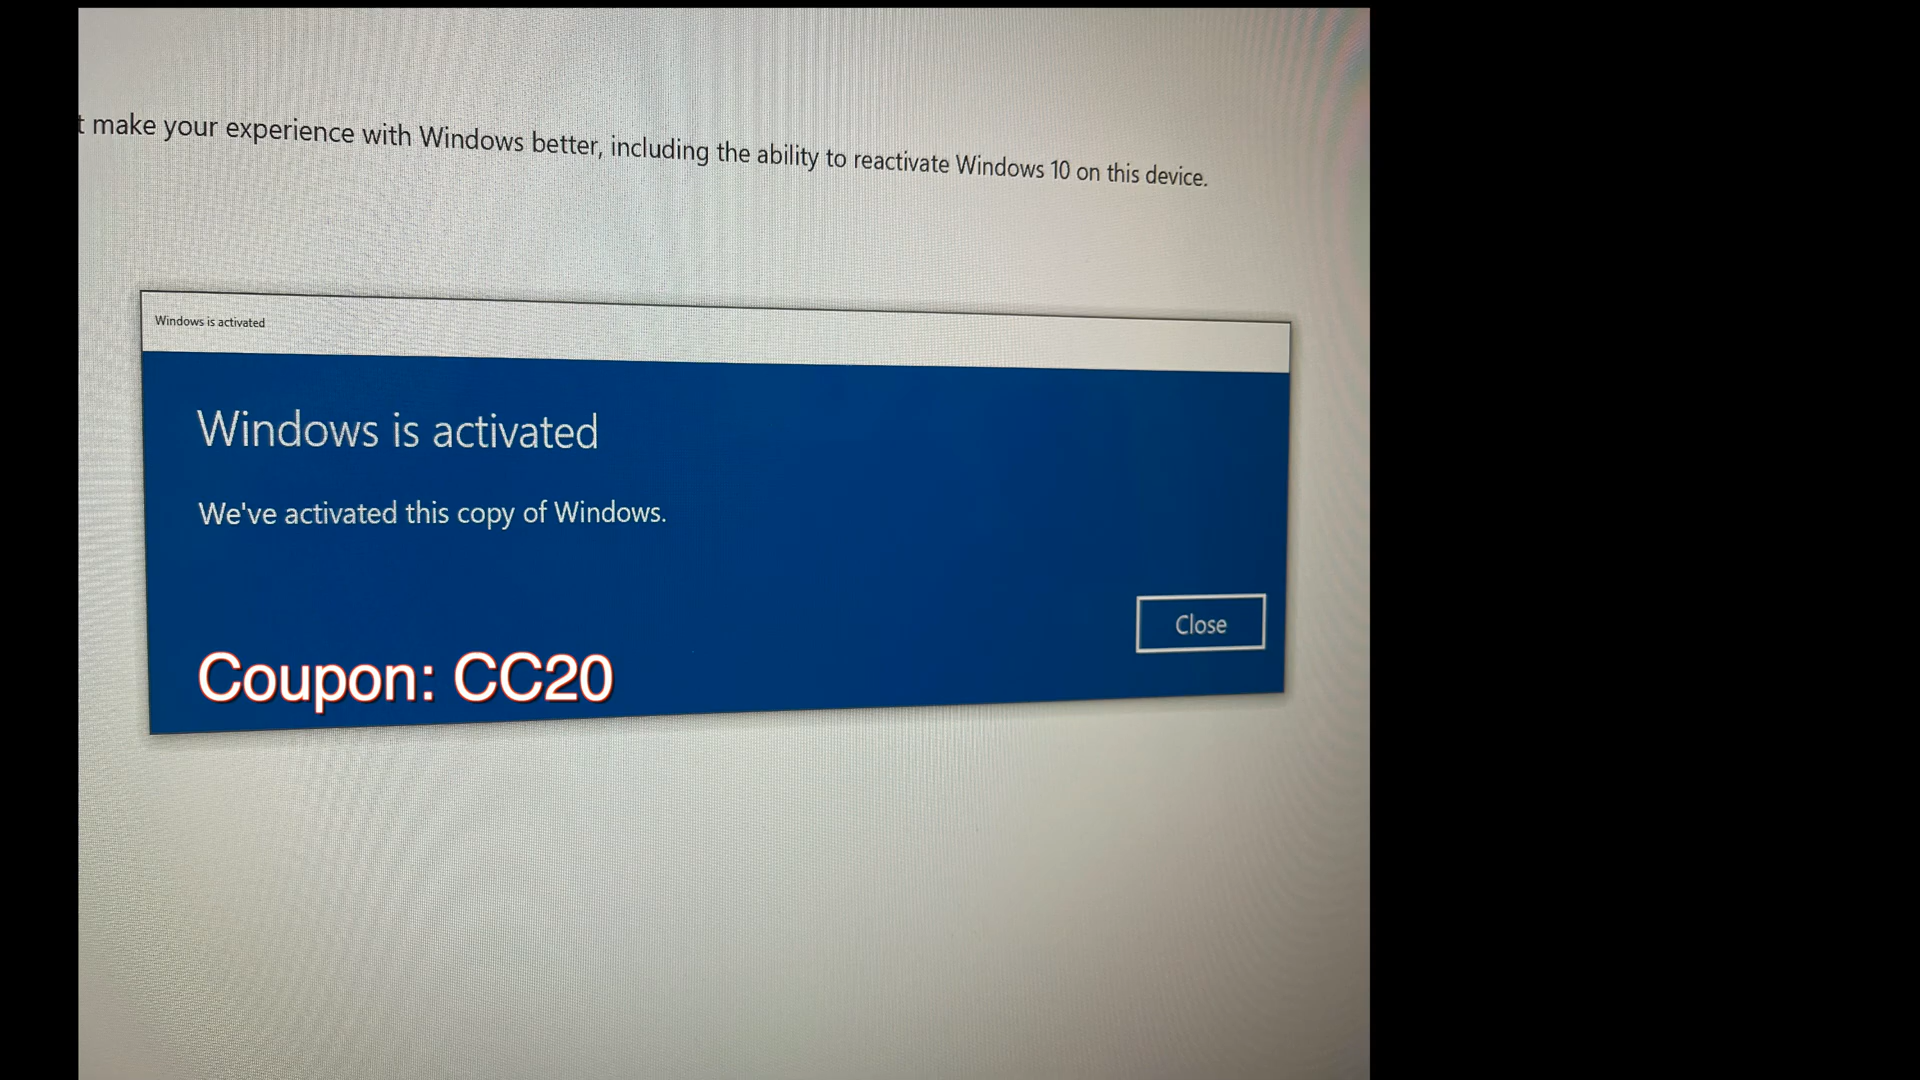 make your experience with Windows better, including the ability to reactivate Windows 10 on this device.
Windows is activated
Windows is activated
We've activated this copy of Windows.
Close
Coupon: CC20